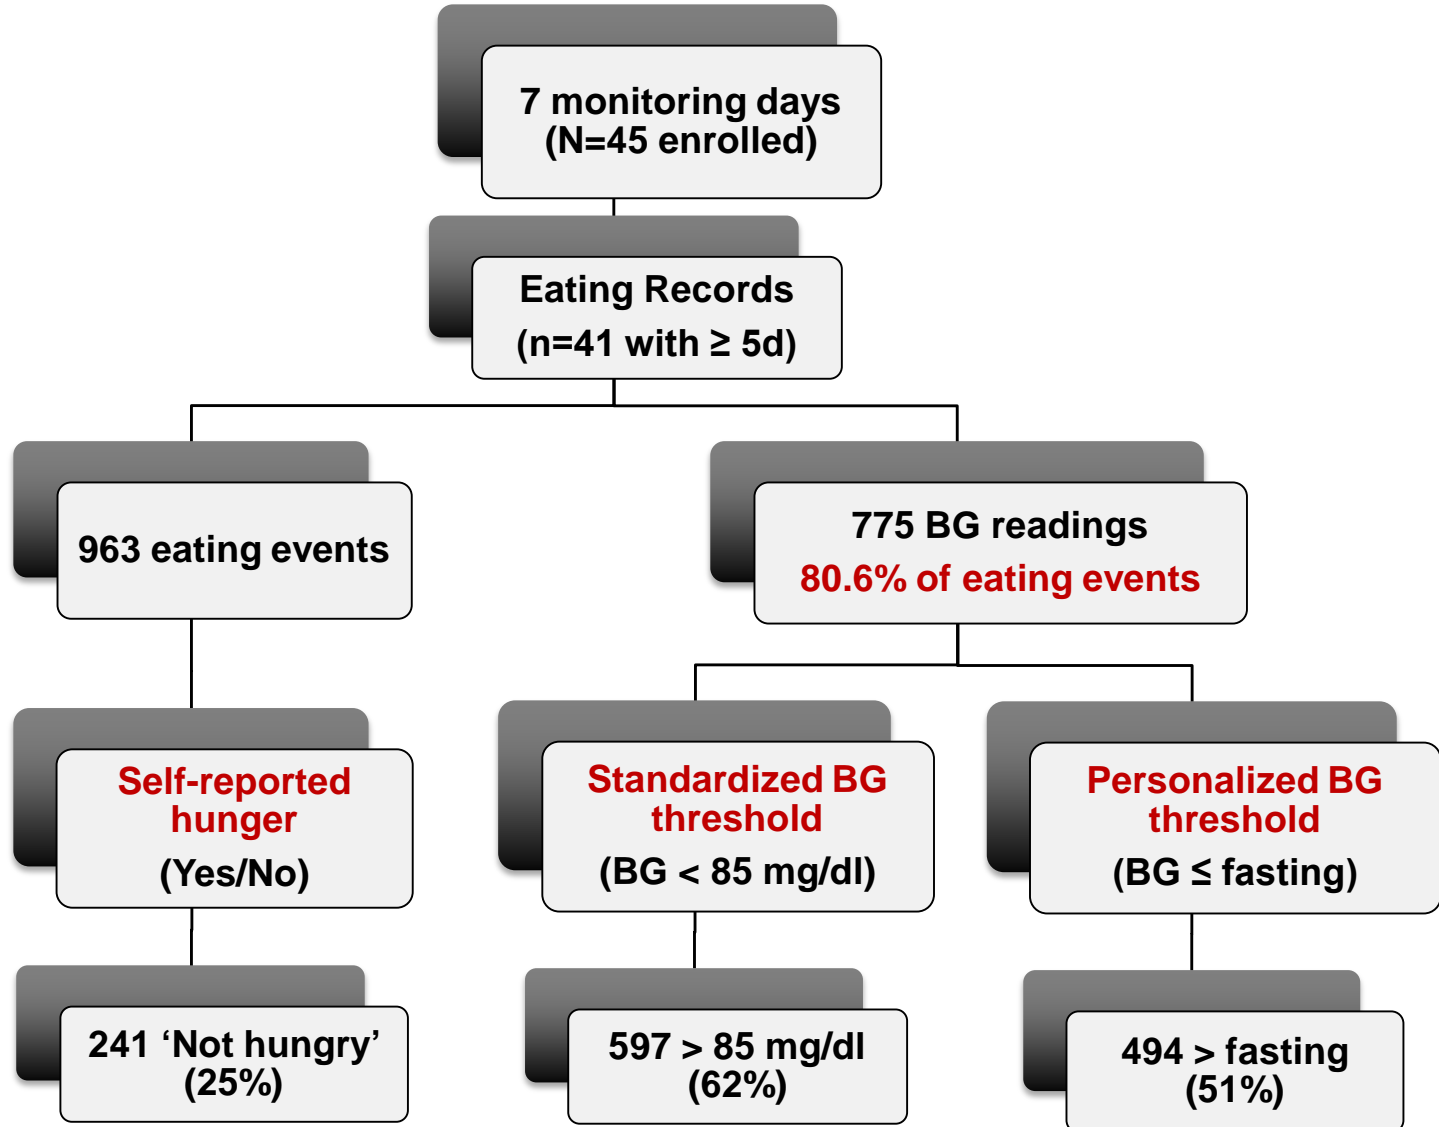 7 monitoring days
(N=45 enrolled)
Eating Records
(n=41 with ≥ 5d)
963 eating events
775 BG readings
80.6% of eating events
Self-reported
hunger
(Yes/No)
Standardized BG
threshold
(BG < 85 mg/dl)
Personalized BG
threshold
(BG ≤ fasting)
241 ‘Not hungry’
(25%)
597 > 85 mg/dl
(62%)
494 > fasting
(51%)